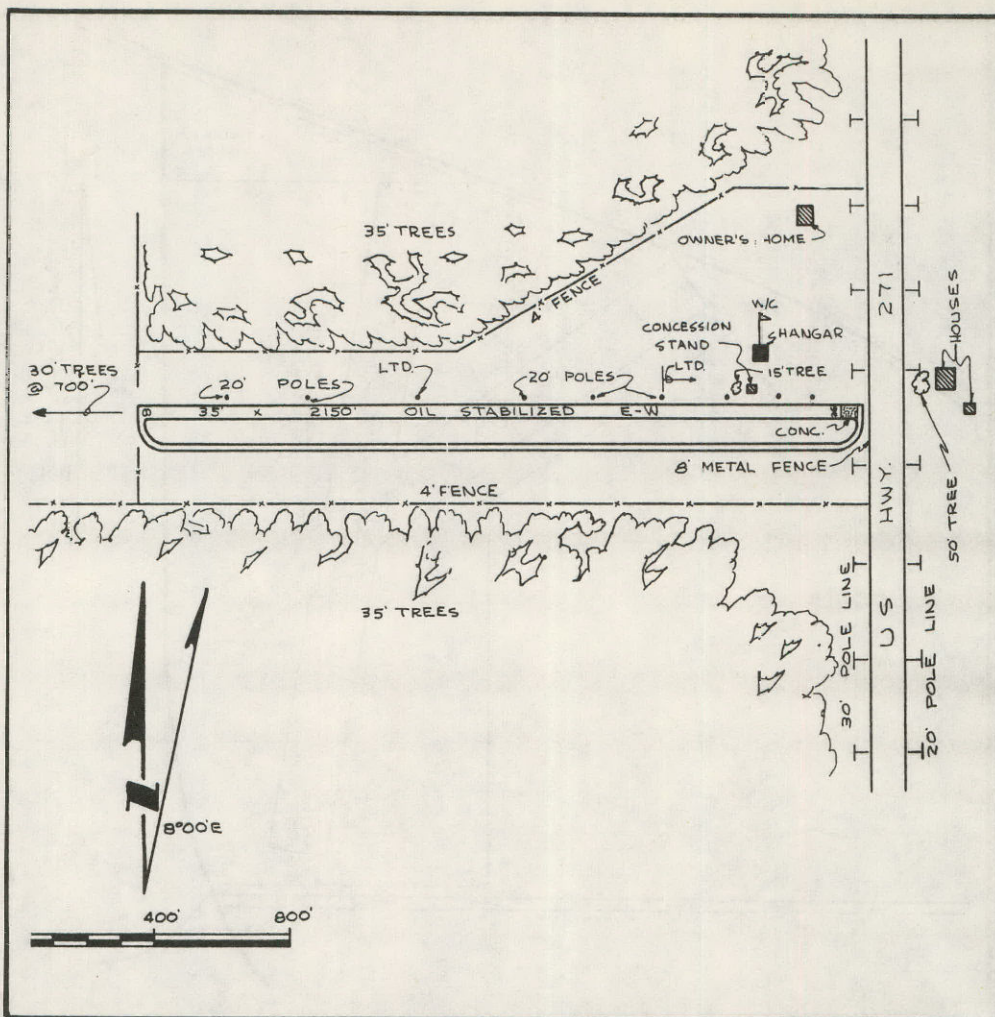 35' TREES
OWNER'S HOME
4' FENCE
271
W/C
HANGAR
CONCESSION
STAND
15' TREE
HOUSES
30' TREES
@ 700'
20' POLES
LTD.
20' POLES
LTD.
35' x 2150' OIL STABILIZED E-W
CONC.
8' METAL FENCE
4' FENCE
HWY.
50' TREE
35' TREES
30' POLE LINE
U S
20' POLE LINE
8°00'E
400' 800'